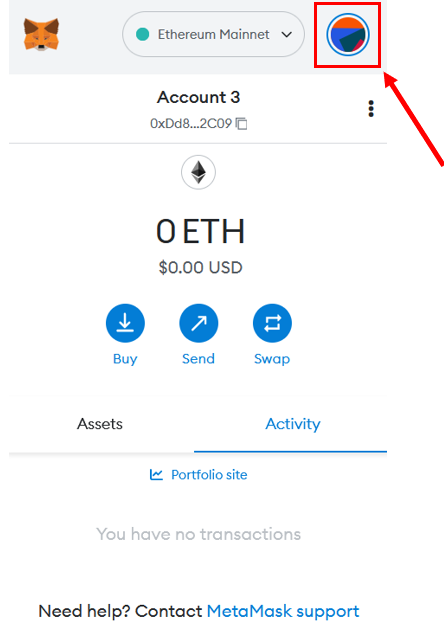 Ethereum Mainnet
Account 3
0xDd8...2C09
0 ETH
$0.00 USD
Buy
Send
Swap
Assets
Activity
Portfolio site
You have no transactions
Need help? Contact MetaMask support